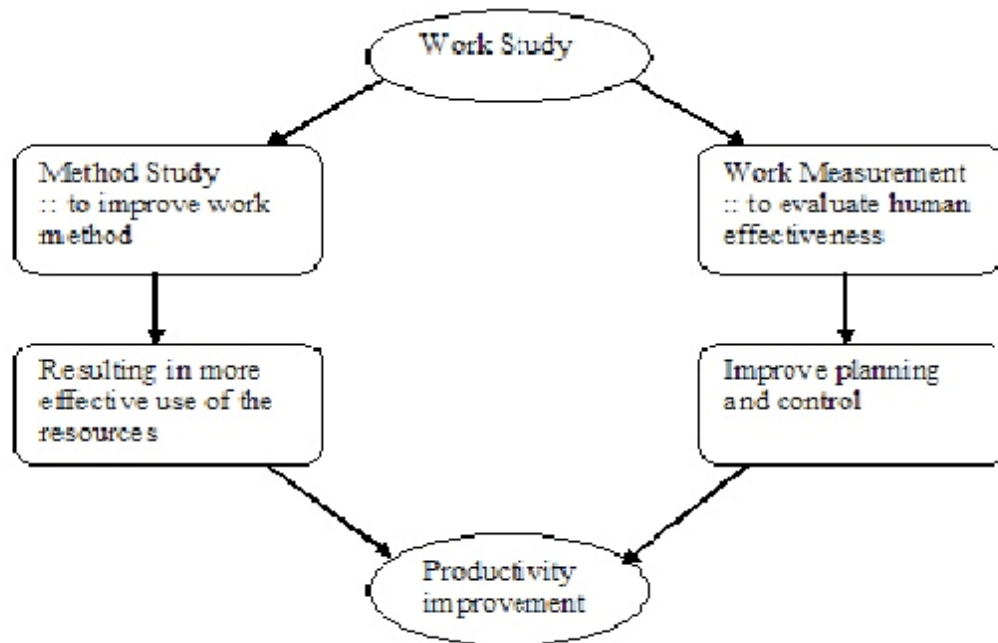 Work Study
Method Study
:: to improve work
method
Work Measurement
:: to evaluate human
effectiveness
Resulting in more
effective use of the
resources
Improve planning
and control
Productivity
improvement